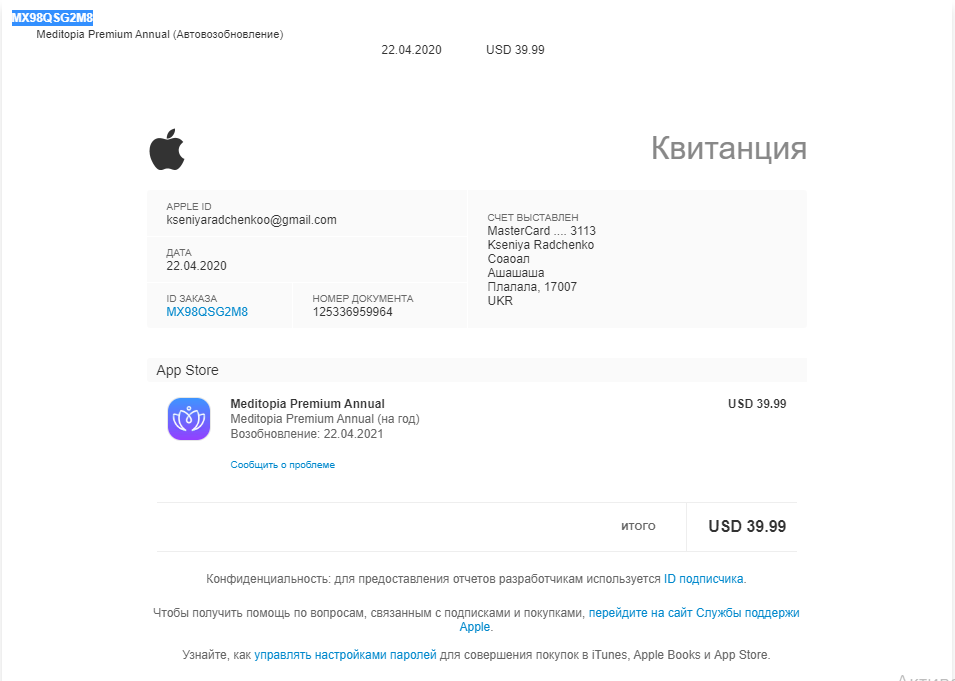 MX98QSG2M8
Meditopia Premium Annual (Автовозобновление)
22.04.2020 USD 39.99
Квитанция
APPLE ID
kseniyaradchenkoo@gmail.com
ДАТА
22.04.2020
ID ЗАКАЗА
MX98QSG2M8
НОМЕР ДОКУМЕНТА
125336959964
СЧЕТ ВЫСТАВЛЕН
MasterCard .... 3113
Kseniya Radchenko
Соаоал
Ашашаша
Плалала, 17007
UKR
App Store
Meditopia Premium Annual USD 39.99
Meditopia Premium Annual (на год)
Возобновление: 22.04.2021
Сообщить о проблеме
ИТОГО USD 39.99
Конфиденциальность: для предоставления отчетов разработчикам используется ID подписчика.
Чтобы получить помощь по вопросам, связанным с подписками и покупками, перейдите на сайт Службы поддержки
Apple.
Узнайте, как управлять настройками паролей для совершения покупок в iTunes, Apple Books и App Store.